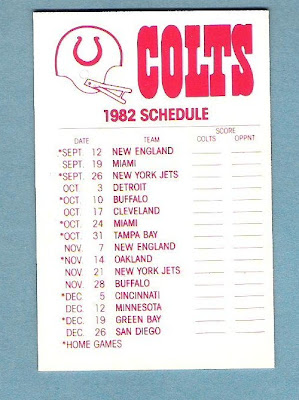 COLTS
1982 SCHEDULE
SCORE
DATE TEAM COLTS OPPNT
*SEPT. 12 NEW ENGLAND
SEPT. 19 MIAMI
*SEPT. 26 NEW YORK JETS
OCT. 3 DETROIT
*OCT. 10 BUFFALO
OCT. 17 CLEVELAND
*OCT. 24 MIAMI
*OCT. 31 TAMPA BAY
NOV. 7 NEW ENGLAND
*NOV. 14 OAKLAND
NOV. 21 NEW YORK JETS
NOV. 28 BUFFALO
*DEC. 5 CINCINNATI
DEC. 12 MINNESOTA
*DEC. 19 GREEN BAY
DEC. 26 SAN DIEGO
*HOME GAMES